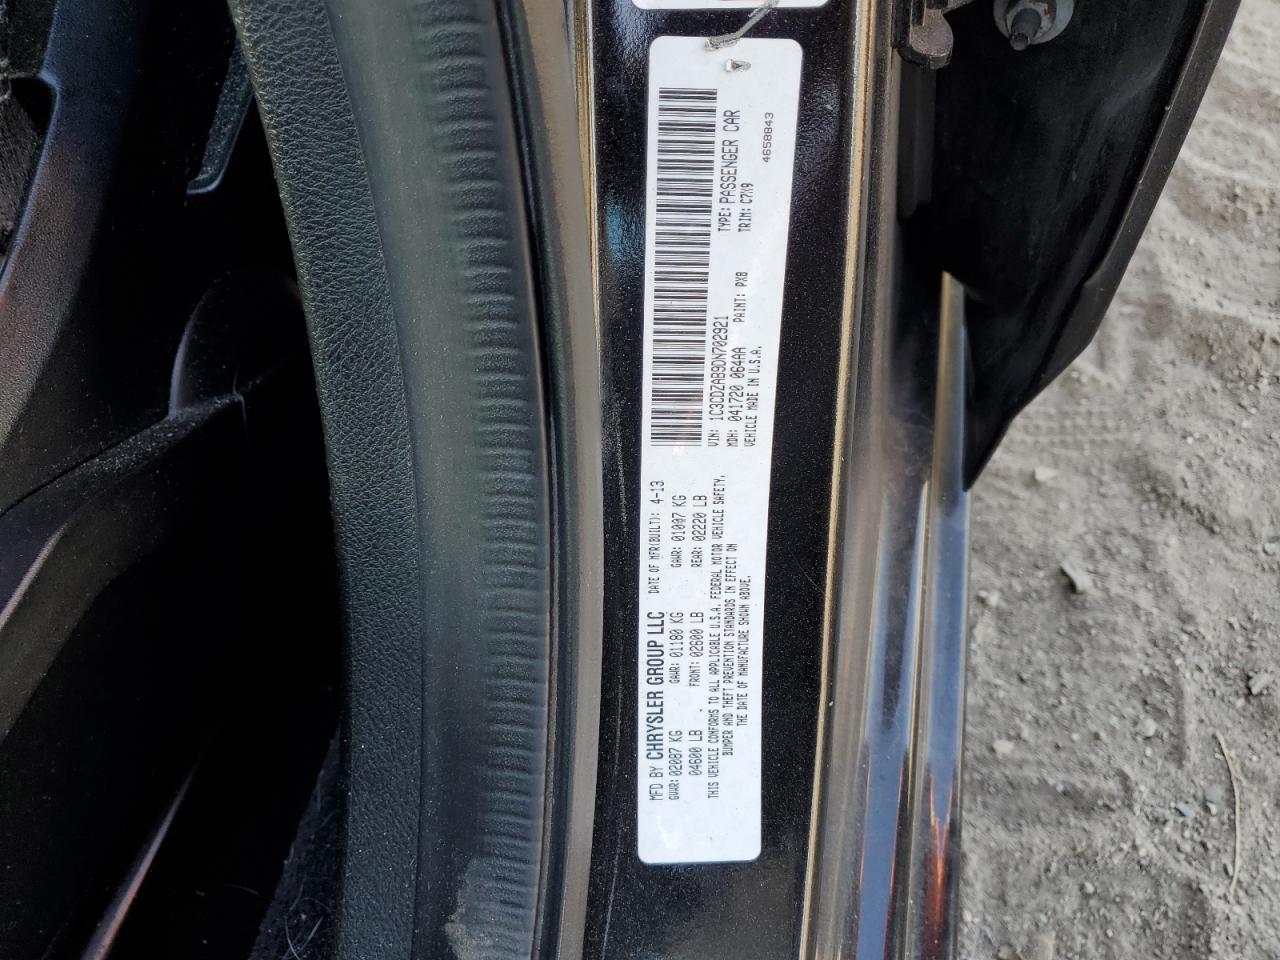 MFD BY CHRYSLER GROUP LLC DATE OF MFR(BUILT): 4-13
GVWR: 02087 KG GAWR: 01180 KG GAWR: 01007 KG
04600 LB FRONT: 02600 LB REAR: 02220 LB
THIS VEHICLE CONFORMS TO ALL APPLICABLE U.S.A. FEDERAL MOTOR VEHICLE SAFETY,
BUMPER AND THEFT PREVENTION STANDARDS IN EFFECT ON
THE DATE OF MANUFACTURE SHOWN ABOVE.
VIN: 1C3CDZAB9DN702921 TYPE: PASSENGER CAR
MDH: 041720 064AA PAINT: PX8 TRIM: C7X9
VEHICLE MADE IN U.S.A.
4658843